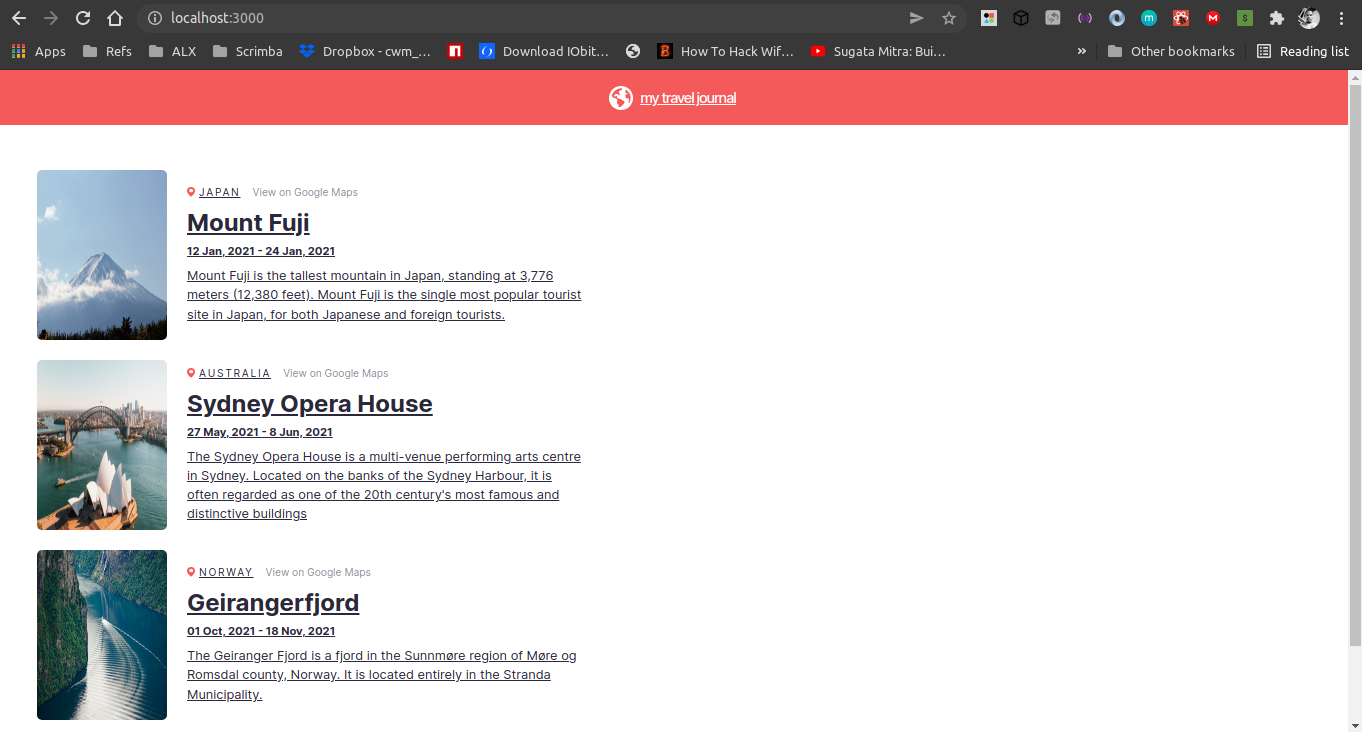 localhost:3000
Apps Refs ALX Scrimba Dropbox - cwm_... Download IObit... How To Hack Wif... Sugata Mitra: Bui... » Other bookmarks Reading list
my travel journal
JAPAN View on Google Maps
Mount Fuji
12 Jan, 2021 - 24 Jan, 2021
Mount Fuji is the tallest mountain in Japan, standing at 3,776
meters (12,380 feet). Mount Fuji is the single most popular tourist
site in Japan, for both Japanese and foreign tourists.
AUSTRALIA View on Google Maps
Sydney Opera House
27 May, 2021 - 8 Jun, 2021
The Sydney Opera House is a multi-venue performing arts centre
in Sydney. Located on the banks of the Sydney Harbour, it is
often regarded as one of the 20th century's most famous and
distinctive buildings
NORWAY View on Google Maps
Geirangerfjord
01 Oct, 2021 - 18 Nov, 2021
The Geiranger Fjord is a fjord in the Sunnmøre region of Møre og
Romsdal county, Norway. It is located entirely in the Stranda
Municipality.